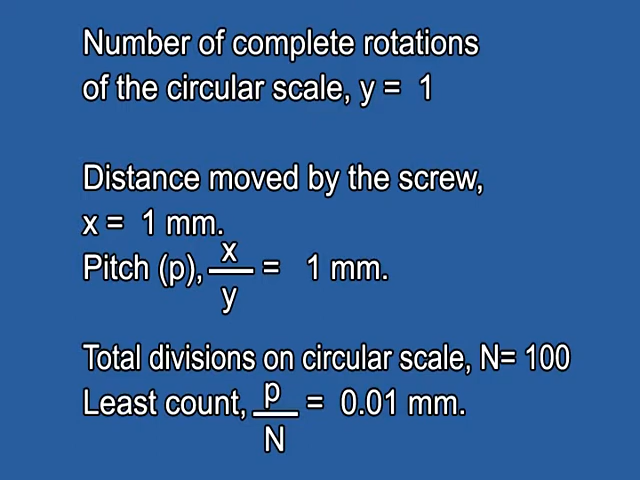 Number of complete rotations
of the circular scale, y = 1
Distance moved by the screw,
x = 1 mm.
Pitch (p), x/y = 1 mm.
Total divisions on circular scale, N= 100
Least count, p/N = 0.01 mm.